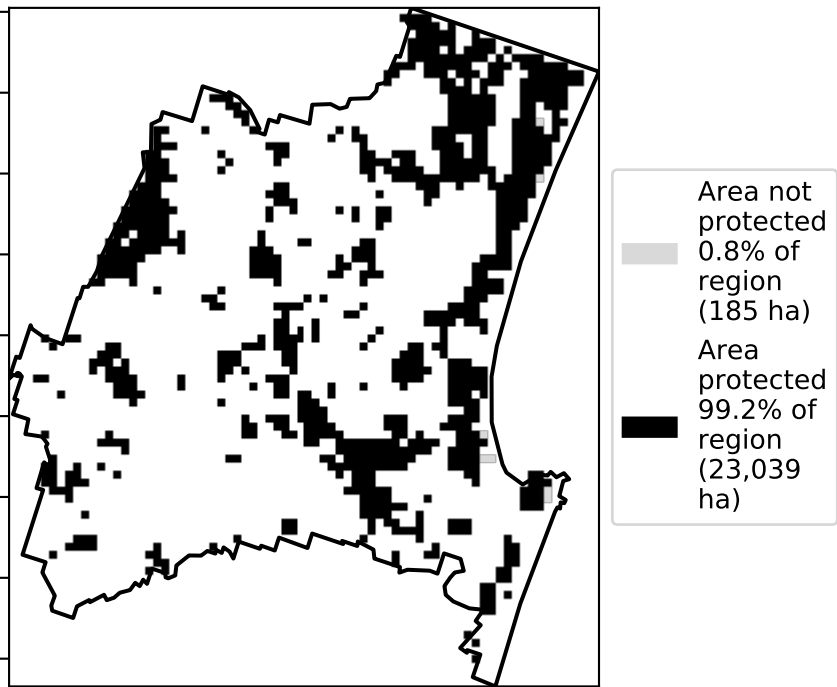 Area not
protected
0.8% of
region
(185 ha)
Area
protected
99.2% of
region
(23,039
ha)